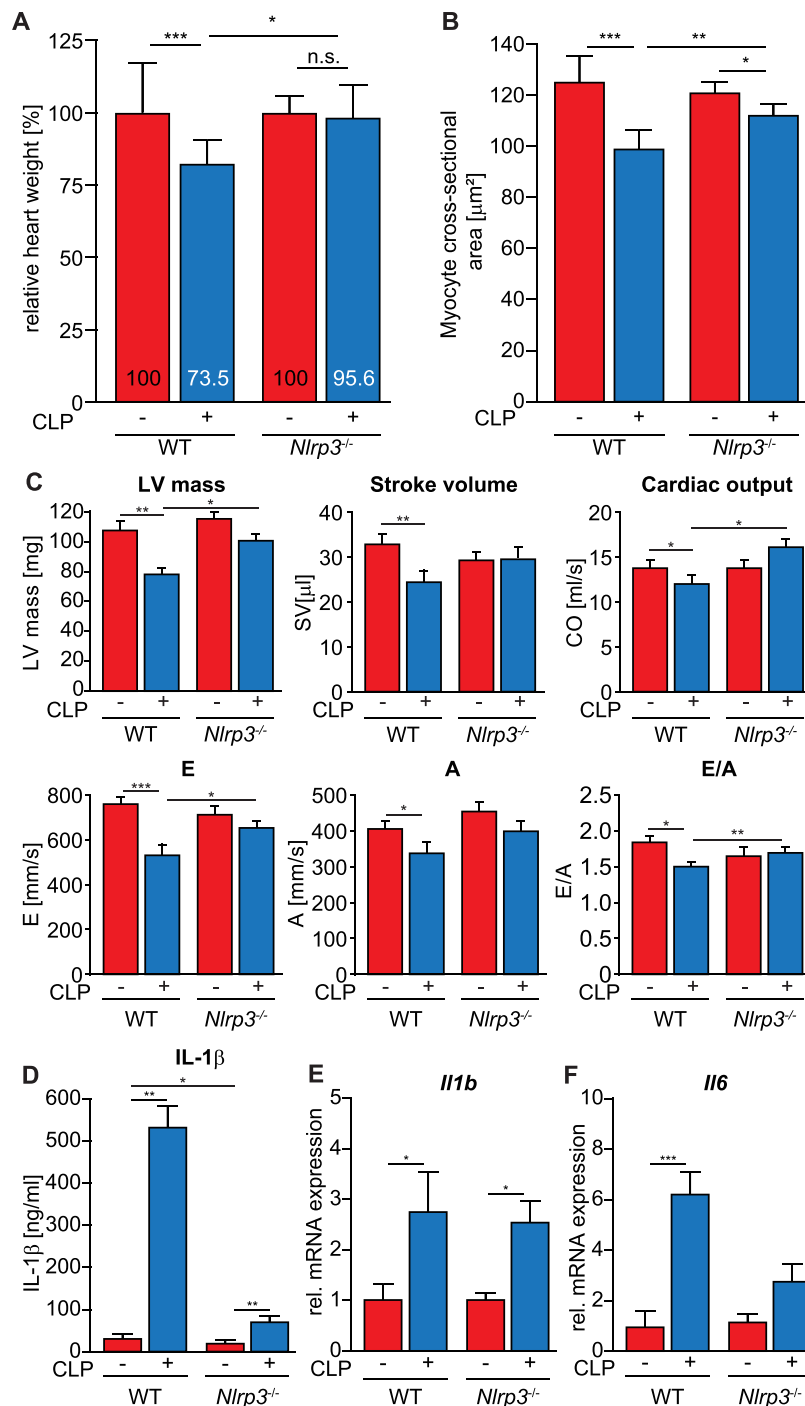 A
relative heart weight [%]
125
100
75
50
25
0
***
*
n.s.
100
73.5
100
95.6
CLP - + - +
WT Nlrp3-/-
B
Myocyte cross-sectional
area [μm²]
140
120
100
80
60
40
20
0
***
**
*
CLP - + - +
WT Nlrp3-/-
C
LV mass
LV mass [mg]
120
100
80
60
40
20
0
**
*
CLP - + - +
WT Nlrp3-/-
Stroke volume
SV[μl]
40
30
20
10
0
**
CLP - + - +
WT Nlrp3-/-
Cardiac output
CO [ml/s]
20
15
10
5
0
*
*
CLP - + - +
WT Nlrp3-/-
E
E [mm/s]
800
600
400
200
0
***
*
CLP - + - +
WT Nlrp3-/-
A
A [mm/s]
500
400
300
200
100
0
*
CLP - + - +
WT Nlrp3-/-
E/A
E/A
2.5
2.0
1.5
1.0
0.5
0
*
**
CLP - + - +
WT Nlrp3-/-
D
IL-1β
IL-1β [ng/ml]
600
500
400
300
200
100
0
*
**
**
CLP - + - +
WT Nlrp3-/-
E
Il1b
rel. mRNA expression
5
4
3
2
1
0
*
*
CLP - + - +
WT Nlrp3-/-
F
Il6
rel. mRNA expression
10
8
6
4
2
0
***
CLP - + - +
WT Nlrp3-/-